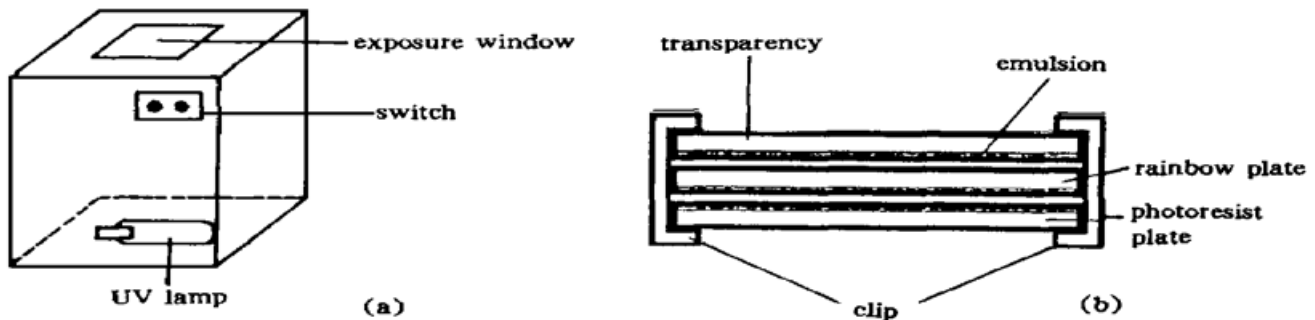 exposure window
switch
UV lamp
(a)
transparency
emulsion
rainbow plate
photoresist
plate
clip
(b)